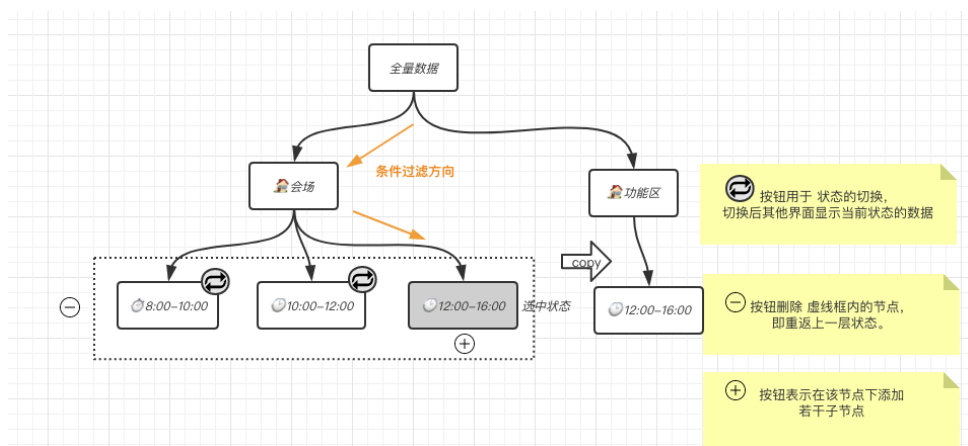 全量数据
条件过滤方向
会场
功能区
按钮用于 状态的切换,
切换后其他界面显示当前状态的数据
copy
8:00-10:00
10:00-12:00
12:00-16:00
选中状态
12:00-16:00
按钮删除 虚线框内的节点,
即重返上一层状态。
按钮表示在该节点下添加
若干子节点